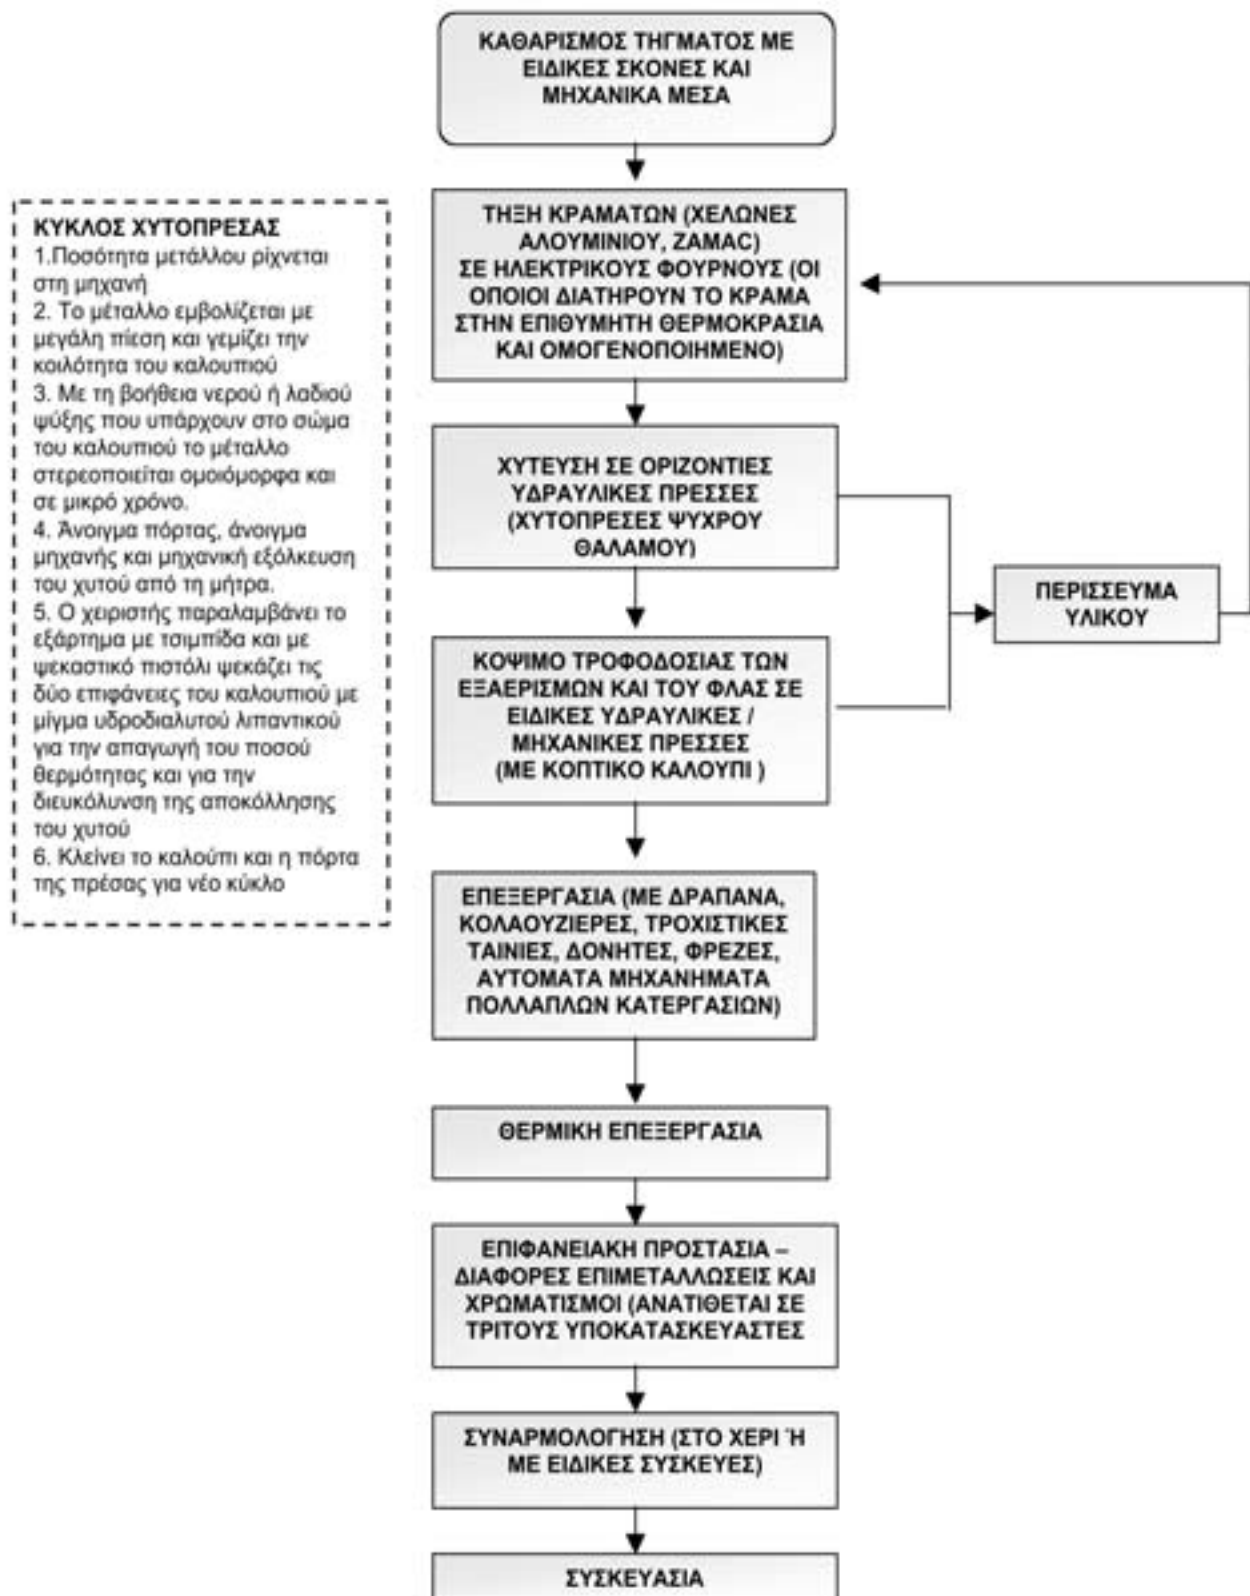 ΚΑΘΑΡΙΣΜΟΣ ΤΗΓΜΑΤΟΣ ΜΕ
ΕΙΔΙΚΕΣ ΣΚΟΝΕΣ ΚΑΙ
ΜΗΧΑΝΙΚΑ ΜΕΣΑ
ΤΗΞΗ ΚΡΑΜΑΤΩΝ (ΧΕΛΩΝΕΣ
ΑΛΟΥΜΙΝΙΟΥ, ZAMAC)
ΣΕ ΗΛΕΚΤΡΙΚΟΥΣ ΦΟΥΡΝΟΥΣ (ΟΙ
ΟΠΟΙΟΙ ΔΙΑΤΗΡΟΥΝ ΤΟ ΚΡΑΜΑ
ΣΤΗΝ ΕΠΙΘΥΜΗΤΗ ΘΕΡΜΟΚΡΑΣΙΑ
ΚΑΙ ΟΜΟΓΕΝΟΠΟΙΗΜΕΝΟ)
ΚΥΚΛΟΣ ΧΥΤΟΠΡΕΣΑΣ
1.Ποσότητα μετάλλου ρίχνεται
στη μηχανή
2. Το μέταλλο εμβολίζεται με
μεγάλη πίεση και γεμίζει την
κοιλότητα του καλουπιού
3. Με τη βοήθεια νερού ή λαδιού
ψύξης που υπάρχουν στο σώμα
του καλουπιού το μέταλλο
στερεοποιείται ομοιόμορφα και
σε μικρό χρόνο.
4. Άνοιγμα πόρτας, άνοιγμα
μηχανής και μηχανική εξόλκευση
του χυτού από τη μήτρα.
5. Ο χειριστής παραλαμβάνει το
εξάρτημα με τσιμπίδα και με
ψεκαστικό πιστόλι ψεκάζει τις
δύο επιφάνειες του καλουπιού με
μίγμα υδροδιαλυτού λιπαντικού
για την απαγωγή του ποσού
θερμότητας και για την
διευκόλυνση της αποκόλλησης
του χυτού
6. Κλείνει το καλούπι και η πόρτα
της πρέσας για νέο κύκλο
ΧΥΤΕΥΣΗ ΣΕ ΟΡΙΖΟΝΤΙΕΣ
ΥΔΡΑΥΛΙΚΕΣ ΠΡΕΣΣΕΣ
(ΧΥΤΟΠΡΕΣΕΣ ΨΥΧΡΟΥ
ΘΑΛΑΜΟΥ)
ΠΕΡΙΣΣΕΥΜΑ
ΥΛΙΚΟΥ
ΚΟΨΙΜΟ ΤΡΟΦΟΔΟΣΙΑΣ ΤΩΝ
ΕΞΑΕΡΙΣΜΩΝ ΚΑΙ ΤΟΥ ΦΛΑΣ ΣΕ
ΕΙΔΙΚΕΣ ΥΔΡΑΥΛΙΚΕΣ /
ΜΗΧΑΝΙΚΕΣ ΠΡΕΣΣΕΣ
(ΜΕ ΚΟΠΤΙΚΟ ΚΑΛΟΥΠΙ )
ΕΠΕΞΕΡΓΑΣΙΑ (ΜΕ ΔΡΑΠΑΝΑ,
ΚΟΛΑΟΥΖΙΕΡΕΣ, ΤΡΟΧΙΣΤΙΚΕΣ
ΤΑΙΝΙΕΣ, ΔΟΝΗΤΕΣ, ΦΡΕΖΕΣ,
ΑΥΤΟΜΑΤΑ ΜΗΧΑΝΗΜΑΤΑ
ΠΟΛΛΑΠΛΩΝ ΚΑΤΕΡΓΑΣΙΩΝ)
ΘΕΡΜΙΚΗ ΕΠΕΞΕΡΓΑΣΙΑ
ΕΠΙΦΑΝΕΙΑΚΗ ΠΡΟΣΤΑΣΙΑ –
ΔΙΑΦΟΡΕΣ ΕΠΙΜΕΤΑΛΛΩΣΕΙΣ ΚΑΙ
ΧΡΩΜΑΤΙΣΜΟΙ (ΑΝΑΤΙΘΕΤΑΙ ΣΕ
ΤΡΙΤΟΥΣ ΥΠΟΚΑΤΑΣΚΕΥΑΣΤΕΣ
ΣΥΝΑΡΜΟΛΟΓΗΣΗ (ΣΤΟ ΧΕΡΙ Ή
ΜΕ ΕΙΔΙΚΕΣ ΣΥΣΚΕΥΕΣ)
ΣΥΣΚΕΥΑΣΙΑ